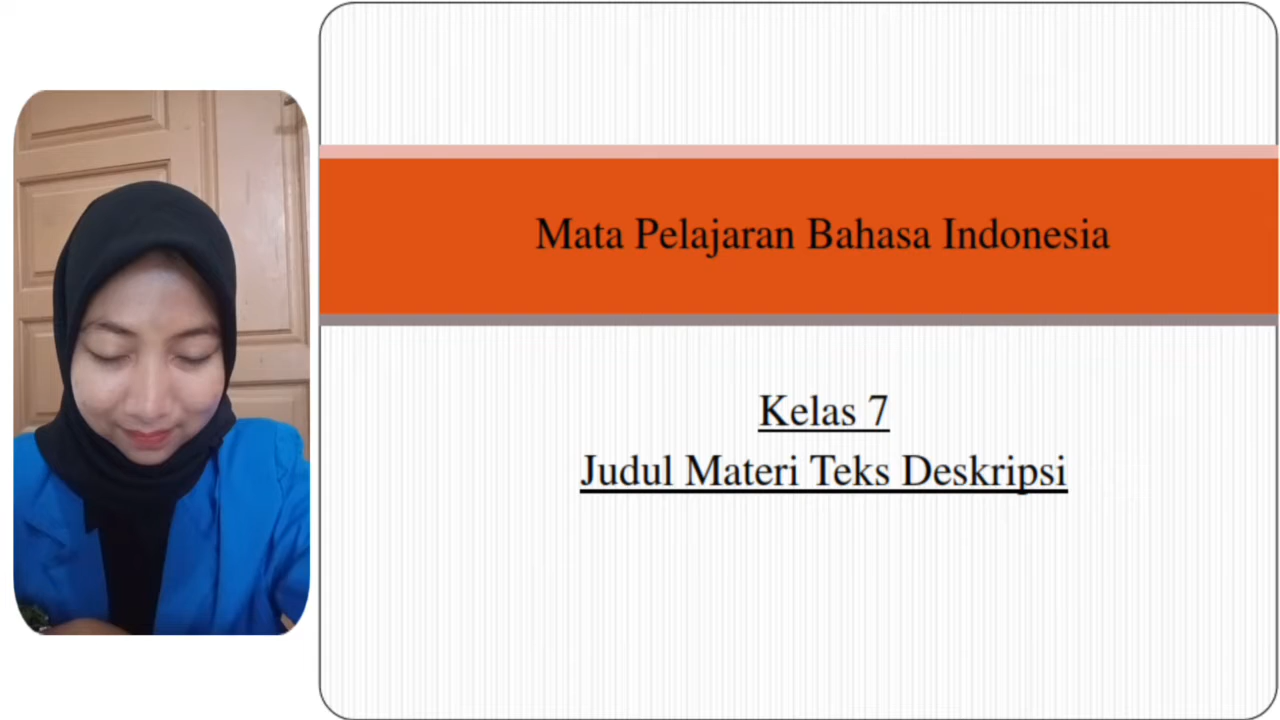 Mata Pelajaran Bahasa Indonesia
Kelas 7
Judul Materi Teks Deskripsi